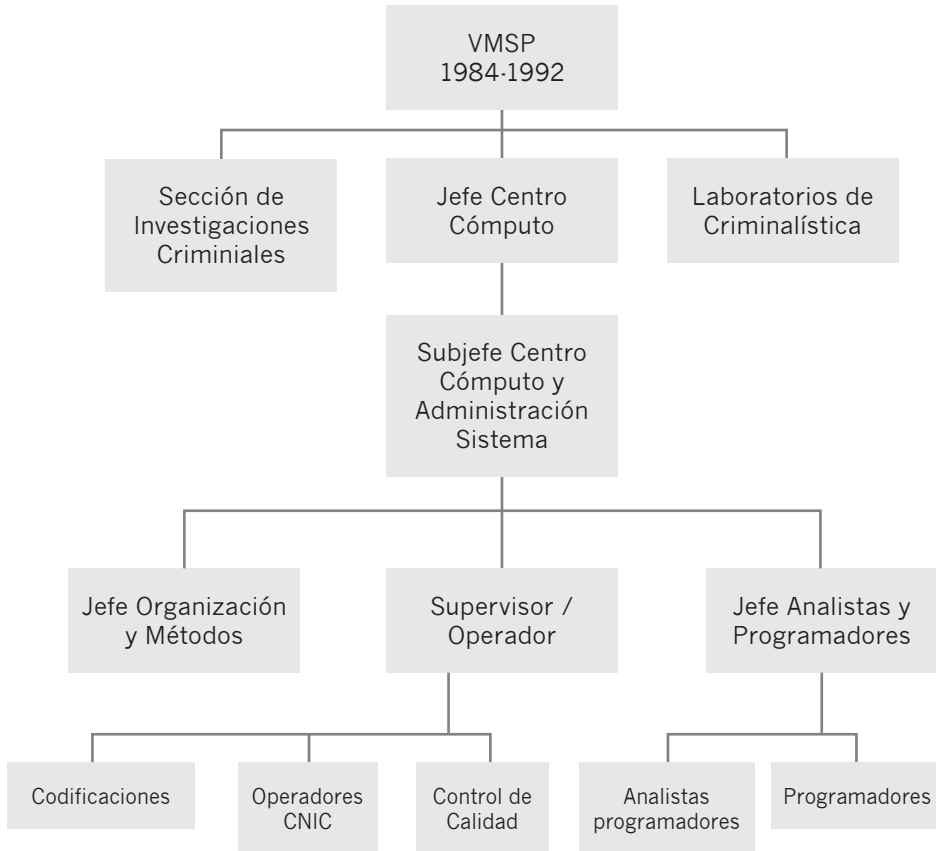 VMSP
1984-1992
Sección de
Investigaciones
Criminiales
Jefe Centro
Cómputo
Laboratorios de
Criminalística
Subjefe Centro
Cómputo y
Administración
Sistema
Jefe Organización
y Métodos
Supervisor /
Operador
Jefe Analistas y
Programadores
Codificaciones
Operadores
CNIC
Control de
Calidad
Analistas
programadores
Programadores